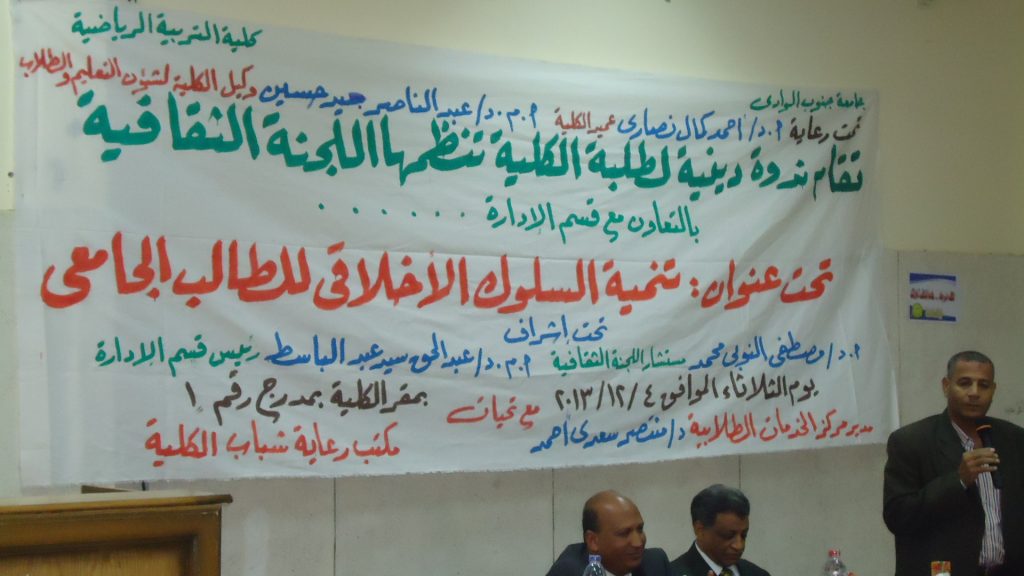 جامعة جنوب الوادى
كلية التربية الرياضية
تحت رعاية أ.د/ احمد كمال نصارى عميد الكلية أ.م.د/ عبد الناصر جبر حسين وكيل الكلية لشئون التعليم والطلاب
تقام ندوة دينية لطلبة الكلية تنظمها اللجنة الثقافية
بالتعاون مع قسم الإدارة . . . . . .
تحت عنوان: تنمية السلوك الأخلاقى للطالب الجامعى
تحت إشراف
أ.د/ مصطفى النوبى محمد مستشار اللجنة الثقافية أ.م.د/ عبد الحق سيد عبد الباسط رئيس قسم الإدارة
يوم الثلاثاء الموافق ٢٠١٣/١٢/٤ بمقر الكلية بمدرج رقم ١
مع تحيات
مدير مركز الخدمات الطلابية د/ منتصر سعدى أحمد مكتب رعاية شباب الكلية